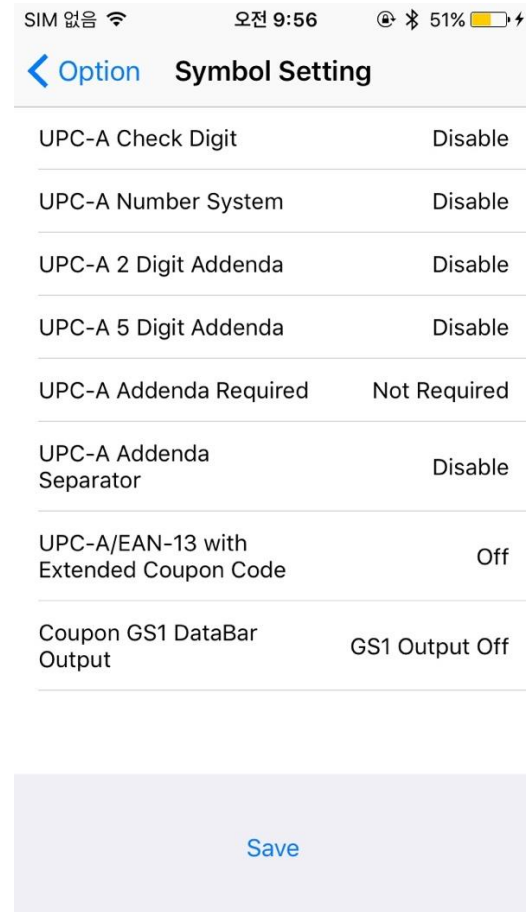 SIM 없음 오전 9:56 51%
Option Symbol Setting
UPC-A Check Digit Disable
UPC-A Number System Disable
UPC-A 2 Digit Addenda Disable
UPC-A 5 Digit Addenda Disable
UPC-A Addenda Required Not Required
UPC-A Addenda
Separator Disable
UPC-A/EAN-13 with
Extended Coupon Code Off
Coupon GS1 DataBar
Output GS1 Output Off
Save